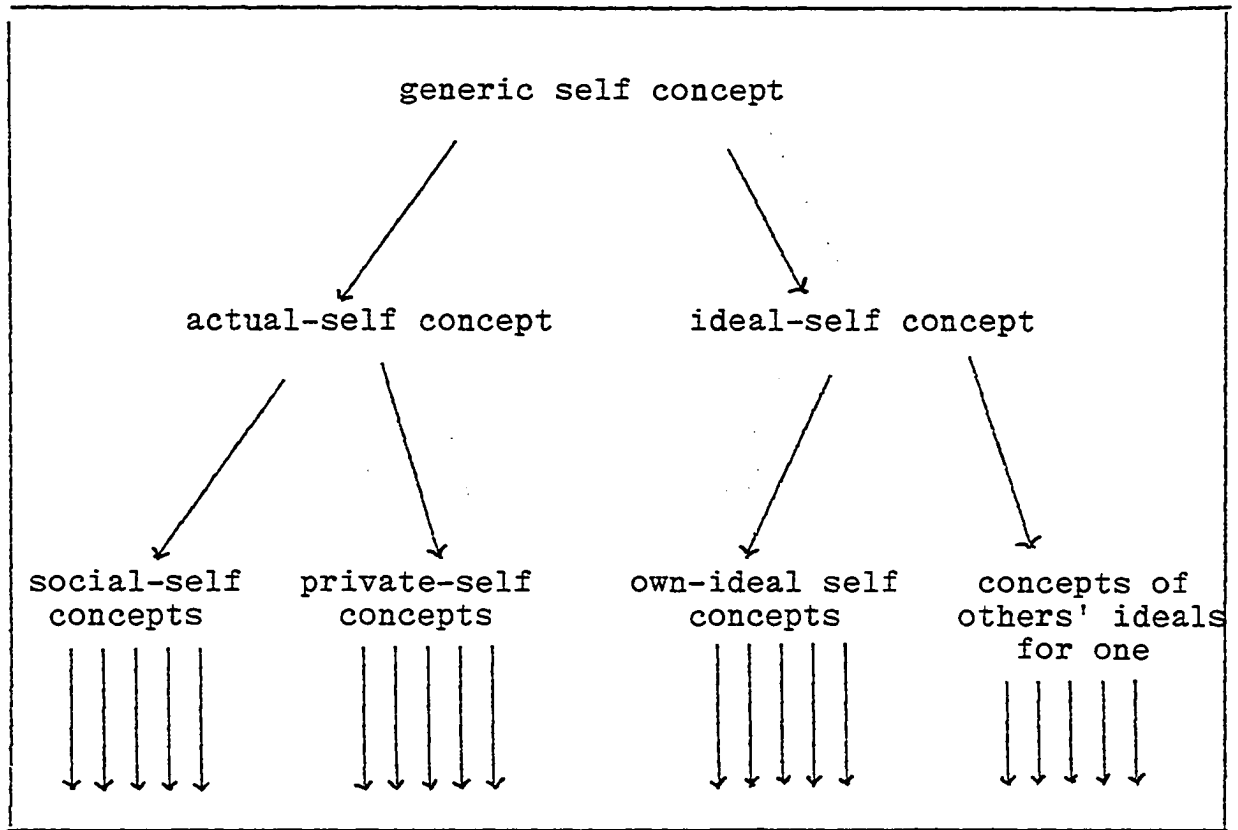 generic self concept
actual-self concept
ideal-self concept
social-self
concepts
private-self
concepts
own-ideal self
concepts
concepts of
others' ideals
for one